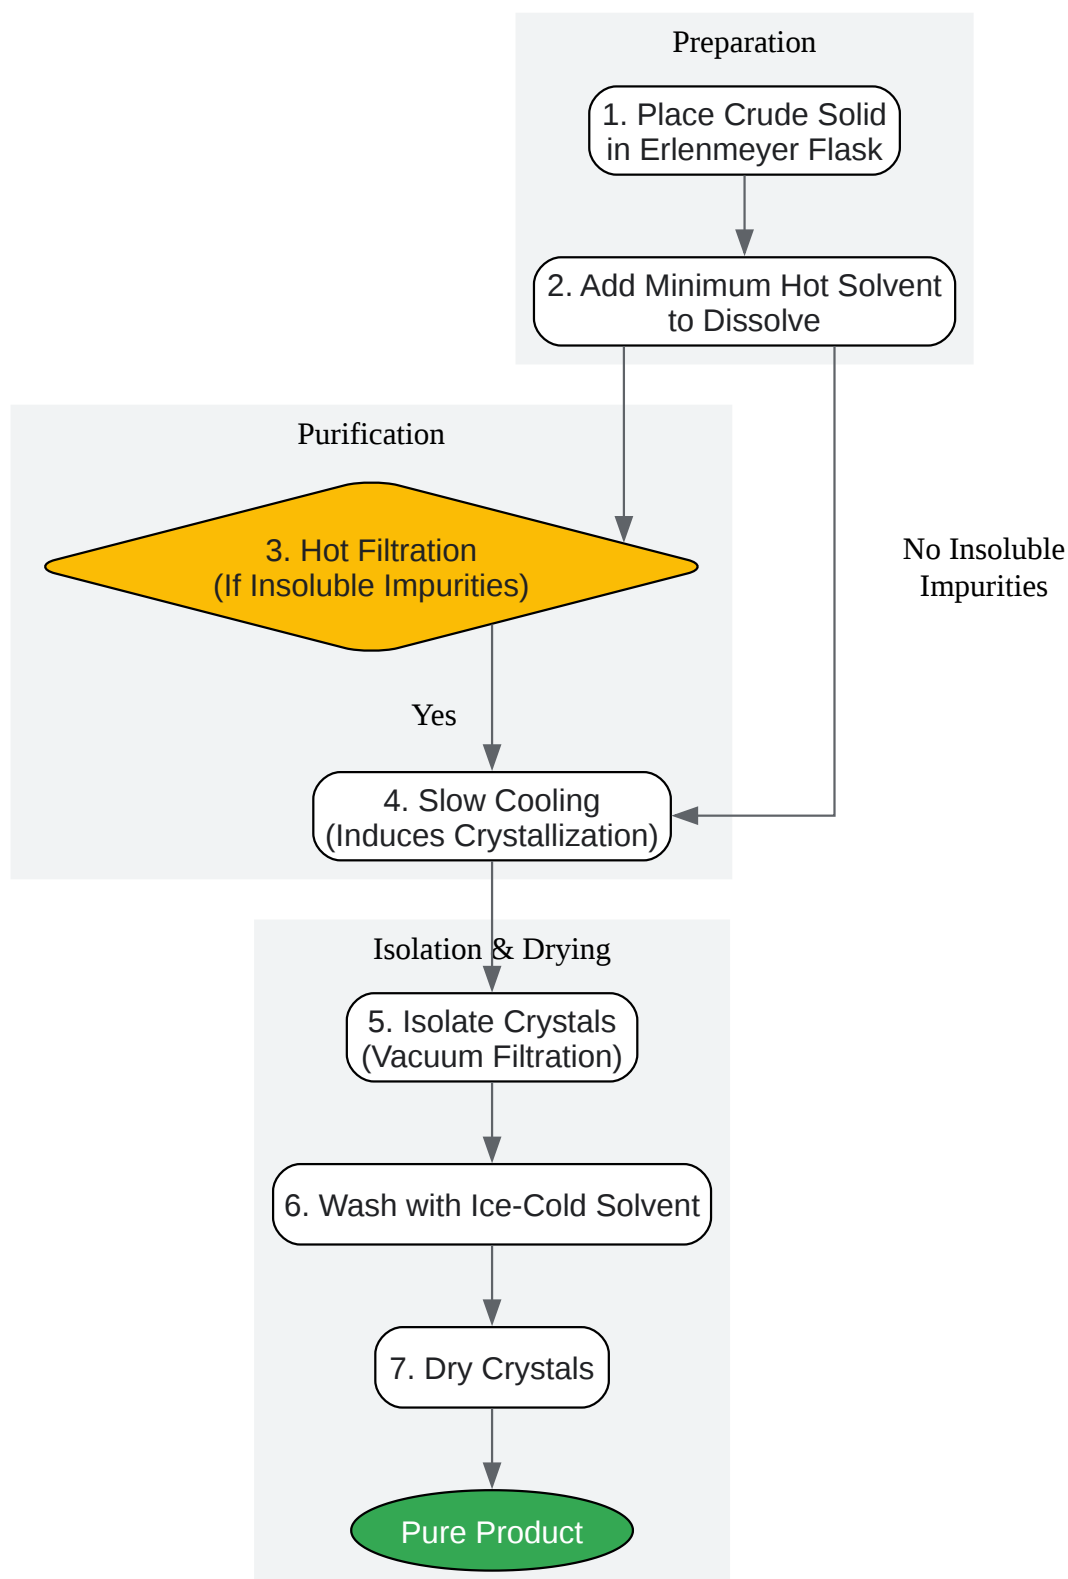 Preparation
1. Place Crude Solid
in Erlenmeyer Flask
2. Add Minimum Hot Solvent
to Dissolve
Purification
3. Hot Filtration
(If Insoluble Impurities)
No Insoluble
Impurities
Yes
4. Slow Cooling
(Induces Crystallization)
Isolation & Drying
5. Isolate Crystals
(Vacuum Filtration)
6. Wash with Ice-Cold Solvent
7. Dry Crystals
Pure Product